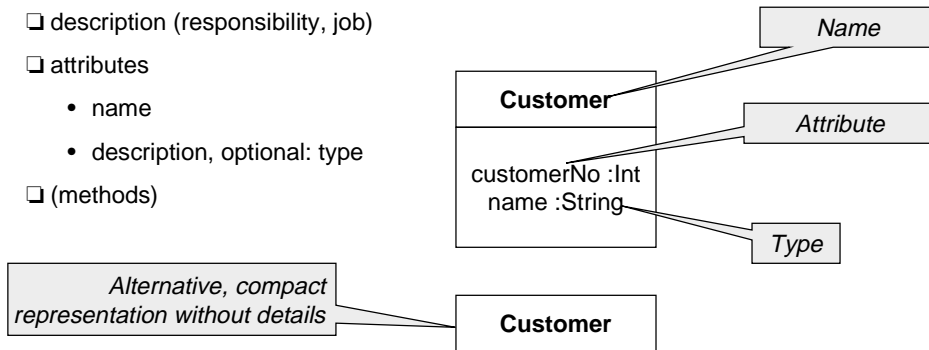 ❏ description (responsibility, job)
❏ attributes
• name
• description, optional: type
❏ (methods)
Name
Customer
Attribute
customerNo :Int
name :String
Type
Alternative, compact
representation without details
Customer